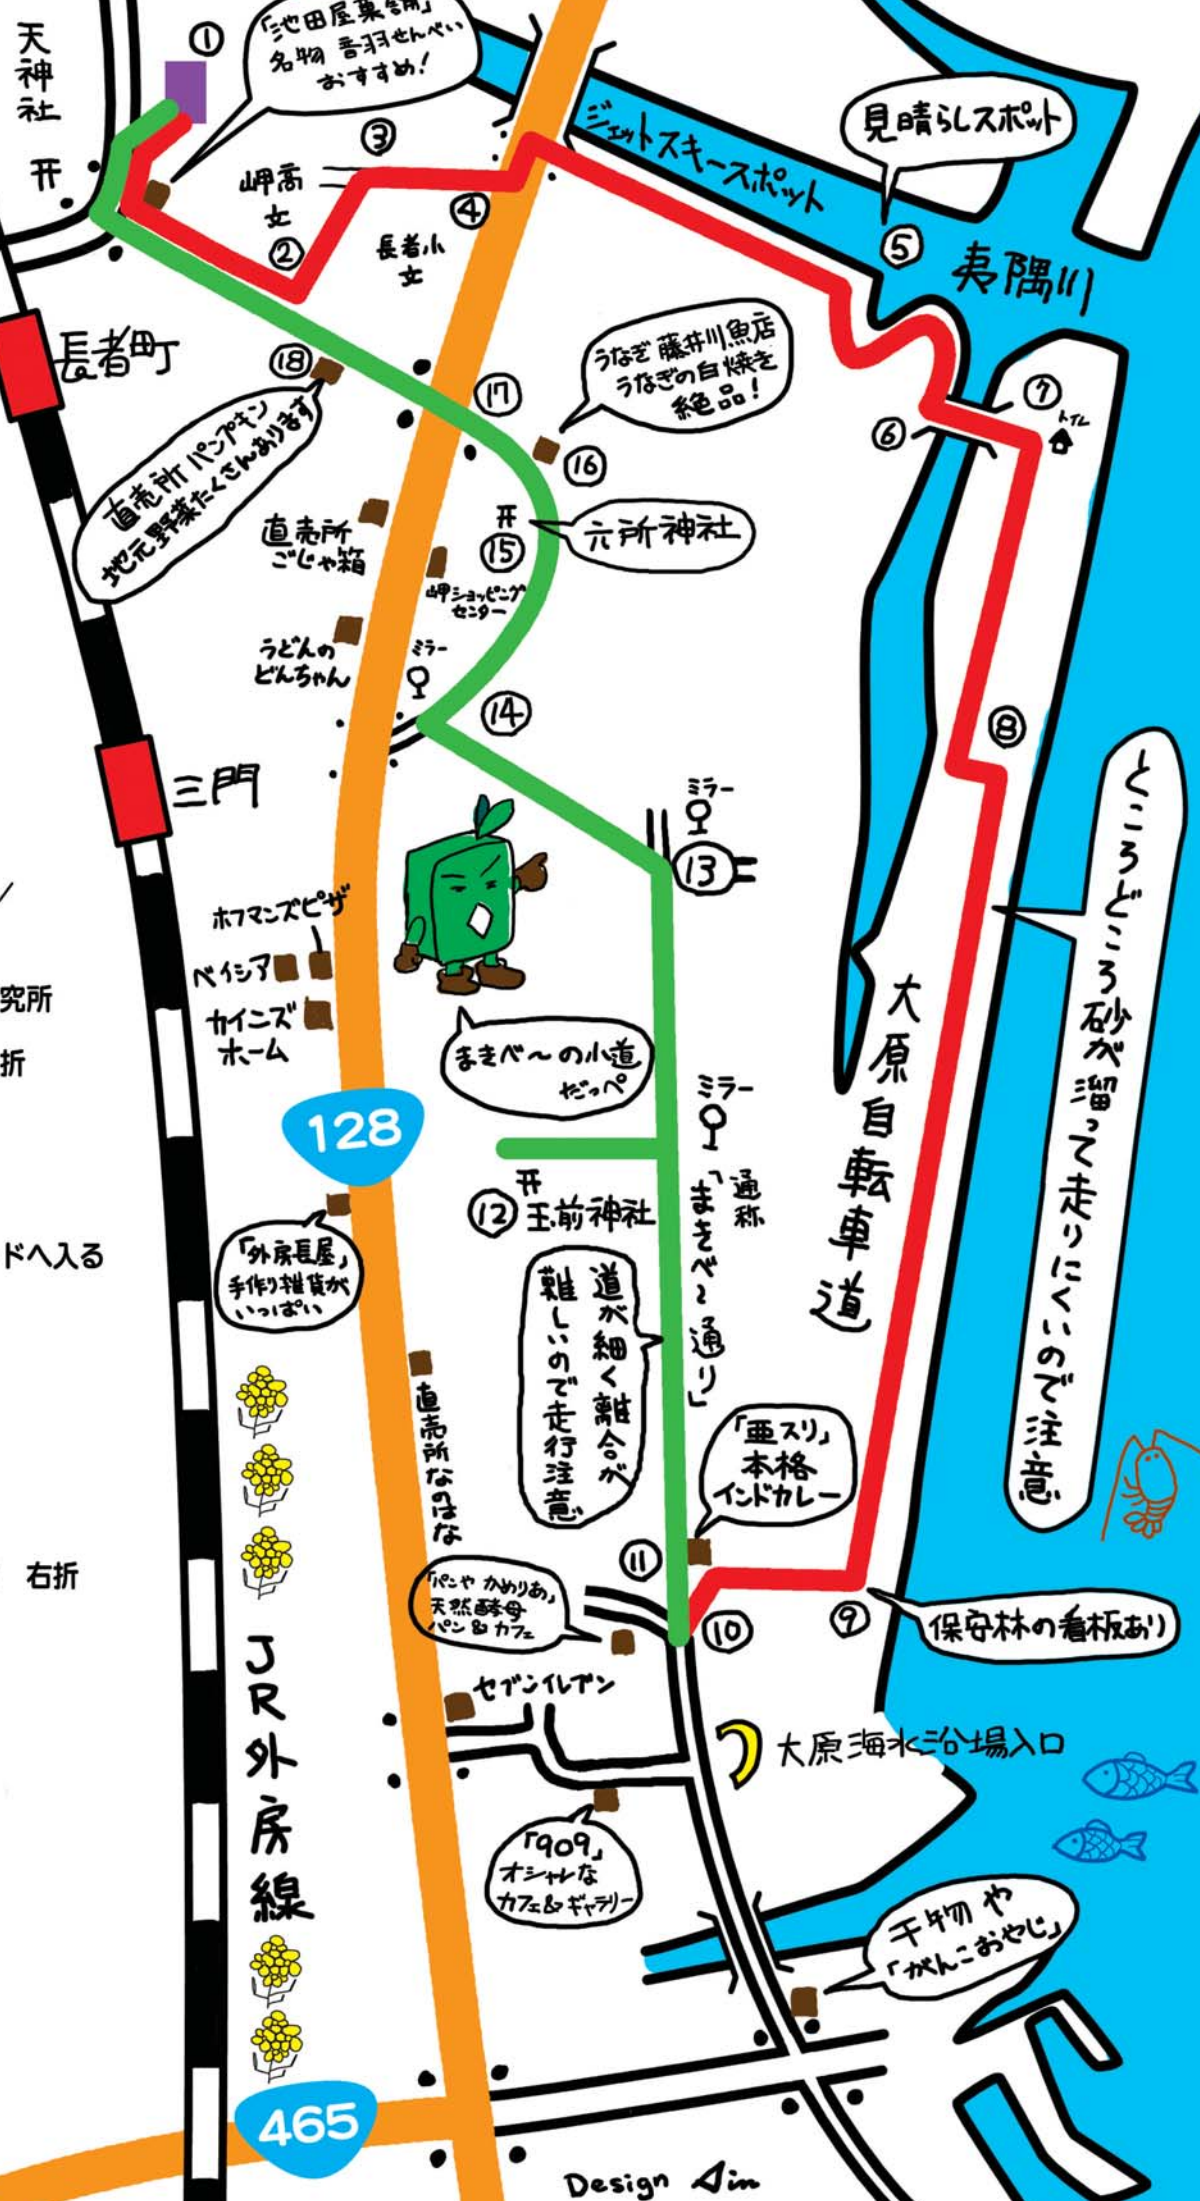 天神社
①
「池田屋菓舗」
名物 音羽せんべい
おすすめ!
③
ジェットスキースポット
見晴らしスポット
⑤
夷隅川
岬高
文
②
④
長者小
文
長者町
⑱
直売所 パンプキン
地元野菜たくさんあります
⑰
うなぎ 藤井川魚店
うなぎの白焼き
絶品!
⑯
⑥
⑦
トイレ
直売所
ごじゃ箱
⑮
六所神社
岬ショッピング
センター
うどんの
どんちゃん
ミラー
⑭
⑧
三門
ミラー
⑬
ところどころ砂が溜って走りにくいので注意
ホフマンズピザ
ベイシア
カインズ
ホーム
究所
折
まきべ〜の小道
だっぺ
大原自転車道
128
ミラー
通称
「まきべ〜通り」
⑫
玉前神社
ドへ入る
「外房長屋」
手作り雑貨が
いっぱい
道が細く離合が
難しいので走行注意
直売所なのはな
「亜スリ」
本格
インドカレー
⑪
右折
「パンや かめりあ」
天然酵母
パン&カフェ
⑩
⑨
保安林の看板あり
セブンイレブン
JR外房線
大原海水浴場入口
「909」
オシャレな
カフェ&ギャラリー
干物や
「がんこおやじ」
465
Design Ain